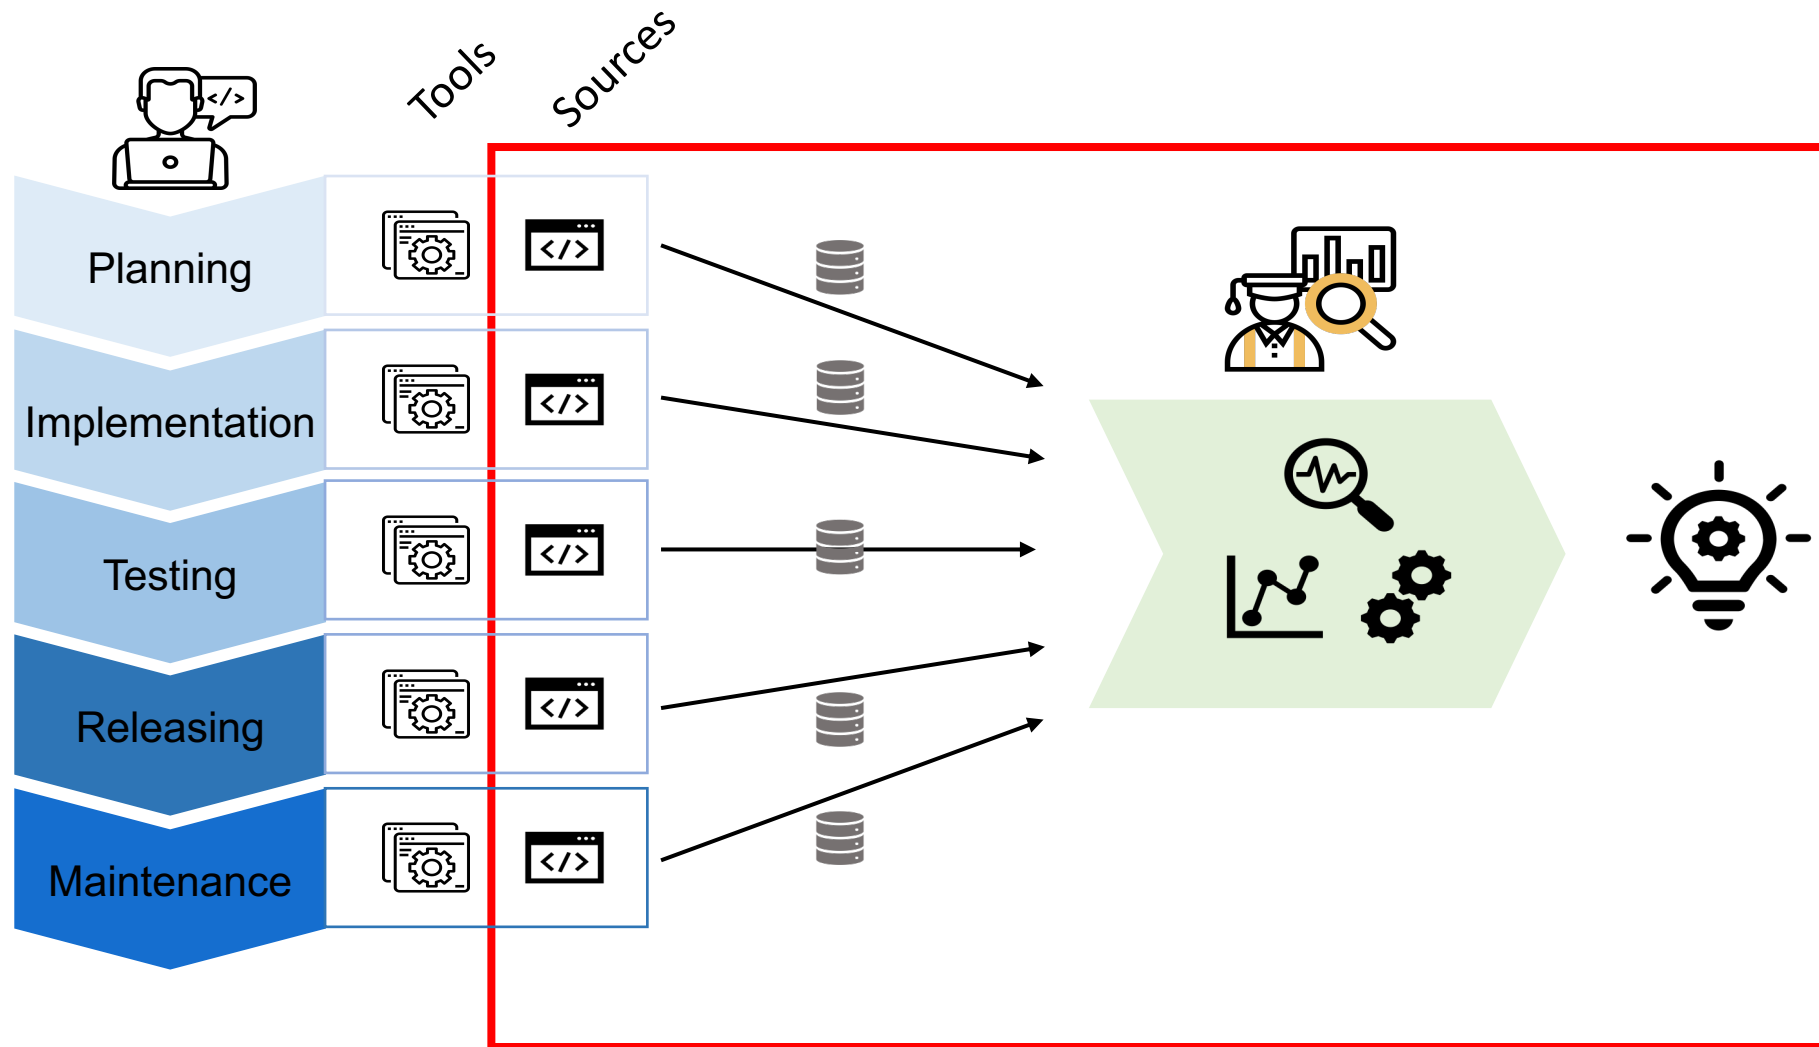 Tools
Sources
</>
Planning
</>
Implementation
</>
Testing
</>
Releasing
</>
Maintenance
</>